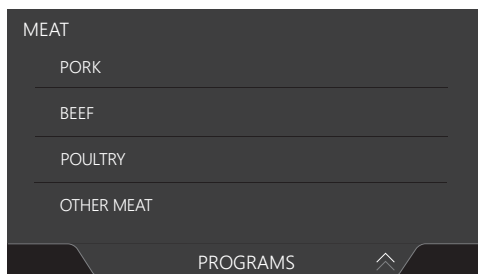 MEAT
PORK
BEEF
POULTRY
OTHER MEAT
PROGRAMS